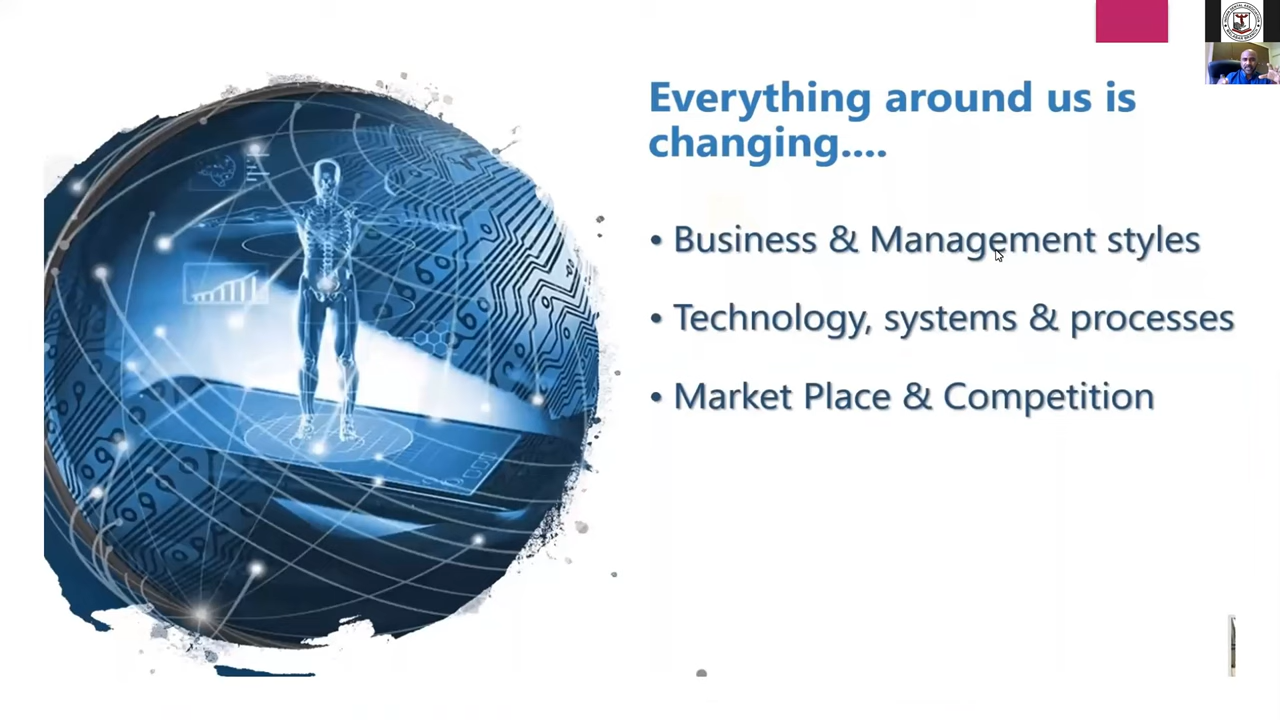 Everything around us is
changing....
• Business & Management styles
• Technology, systems & processes
• Market Place & Competition